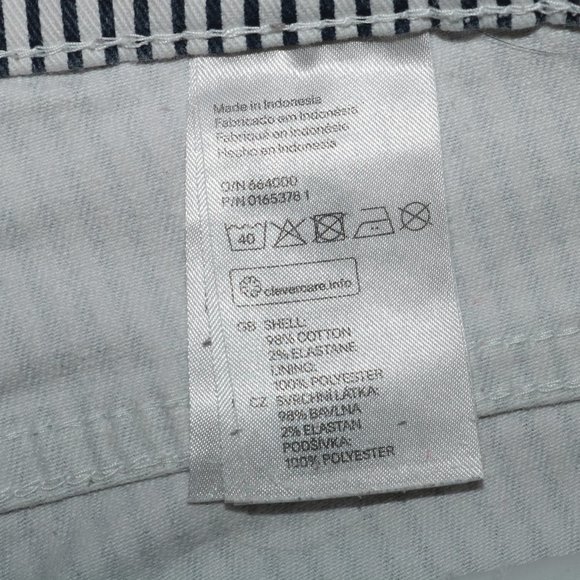 Made in Indonesia
Fabricado em Indonésia
Fabriqué en Indonésie
Hecho en Indonesia
O/N 664000
P/N 0165378 1
40
clevercare.info
GB SHELL:
98% COTTON
2% ELASTANE
LINING:
100% POLYESTER
CZ SVRCHNÍ LÁTKA:
98% BAVLNA
2% ELASTAN
PODŠÍVKA:
100% POLYESTER